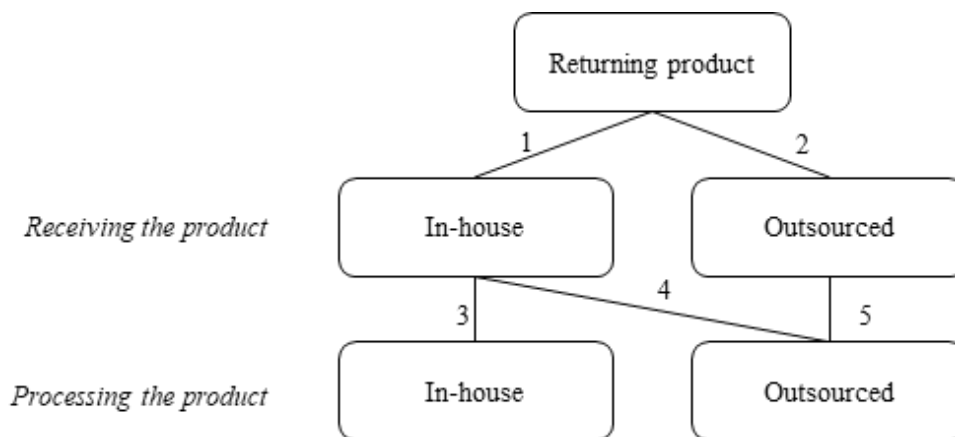 Returning product
1
2
Receiving the product
In-house
Outsourced
3
4
5
Processing the product
In-house
Outsourced